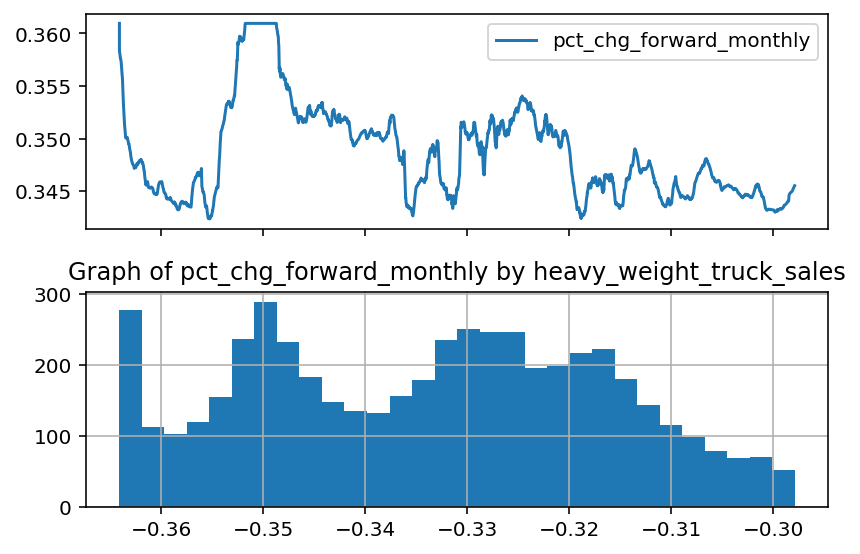 0.360
pct_chg_forward_monthly
0.355
0.350
0.345
Graph of pct_chg_forward_monthly by heavy_weight_truck_sales
300
200
100
0
−0.36 −0.35 −0.34 −0.33 −0.32 −0.31 −0.30